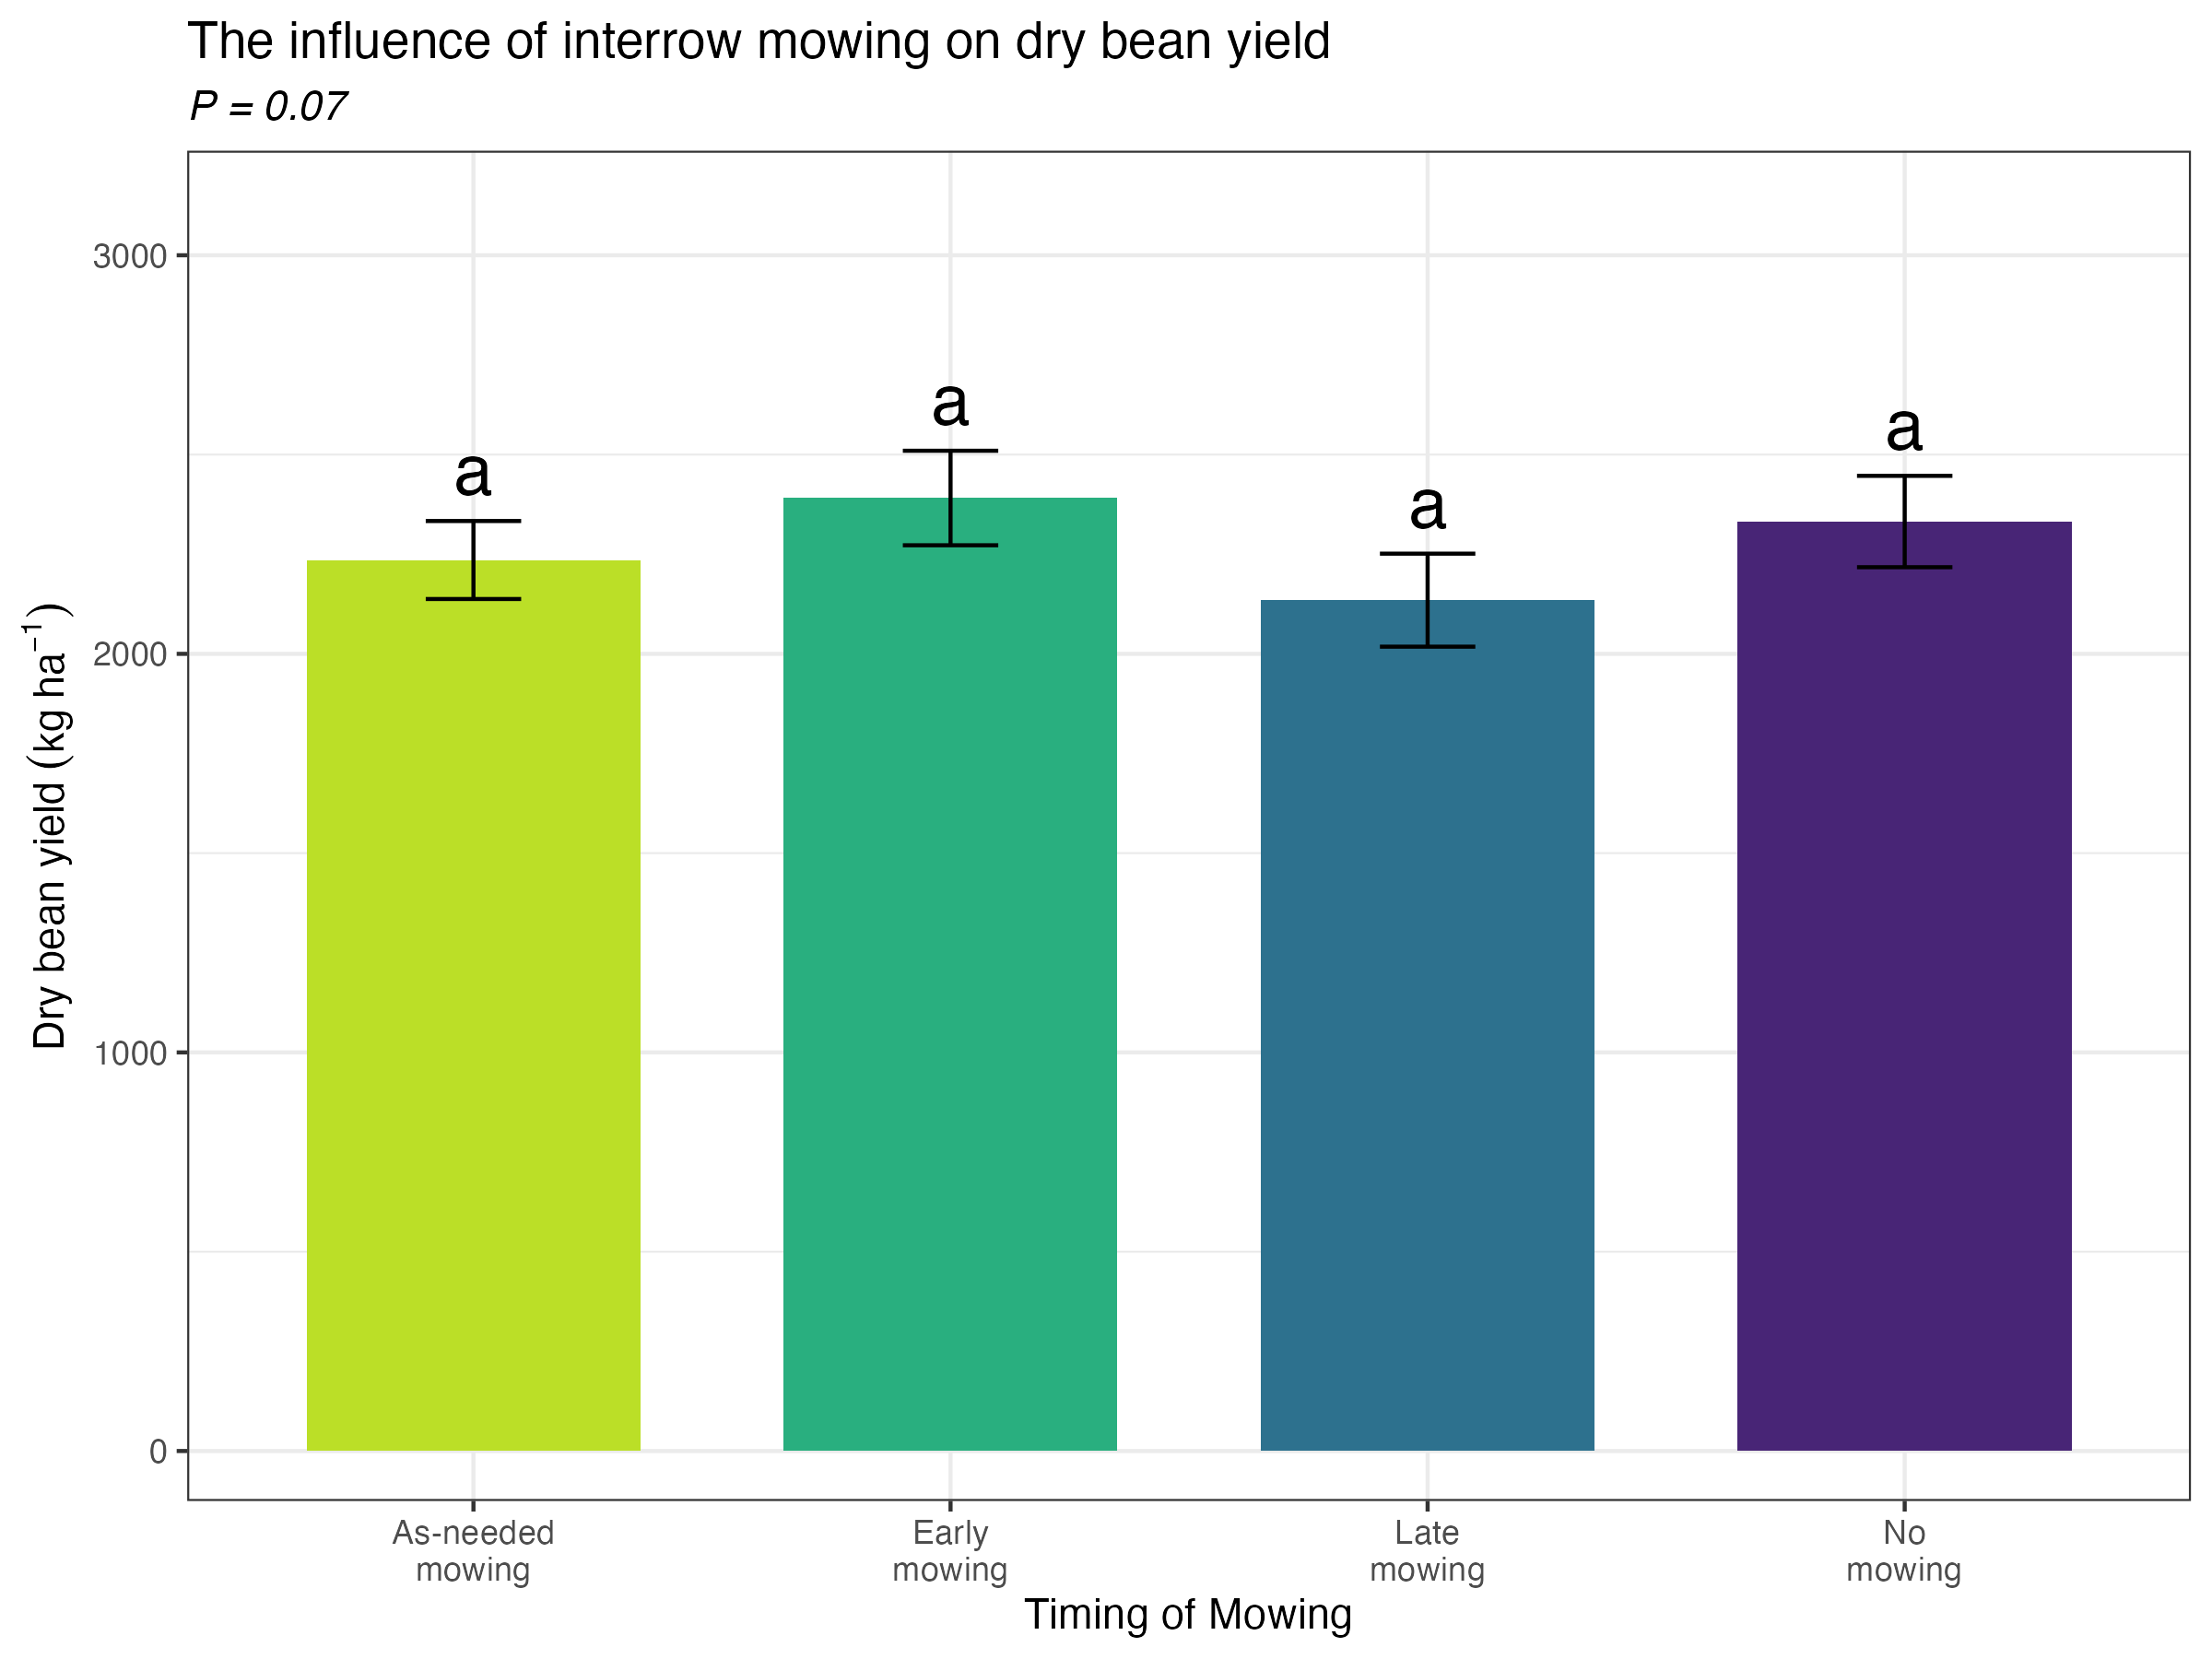 The influence of interrow mowing on dry bean yield
P = 0.07
Dry bean yield (kg ha⁻¹)
3000
2000
1000
0
a
a
a
a
As-needed
mowing
Early
mowing
Late
mowing
No
mowing
Timing of Mowing